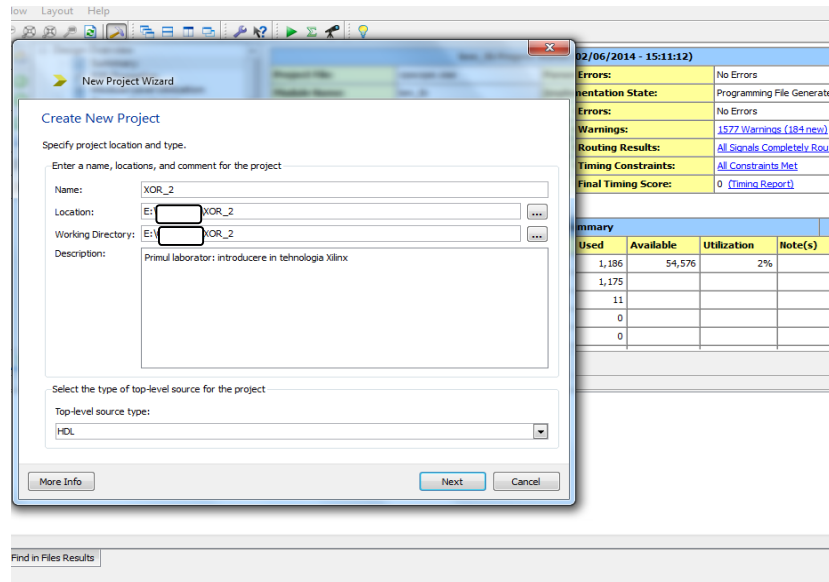 Layout Help
02/06/2014 - 15:11:12)
New Project Wizard
Errors: No Errors
Programming File Generate
Create New Project
Errors: No Errors
Warnings: 1577 Warnings (184 new)
Specify project location and type.
Routing Results: All Signals Completely Rou
Enter a name, locations, and comment for the project
Timing Constraints: All Constraints Met
Name: XOR_2
Final Timing Score: 0 (Timing Report)
Location: E:\ XOR_2 ...
Working Directory: E:\ XOR_2 ...
Used Available Utilization Note(s)
Description: Primul laborator: introducere in tehnologia Xilinx
1,186 54,576 2%
1,175
11
0
0
Select the type of top-level source for the project
Top-level source type:
HDL
More Info Next Cancel
Find in Files Results